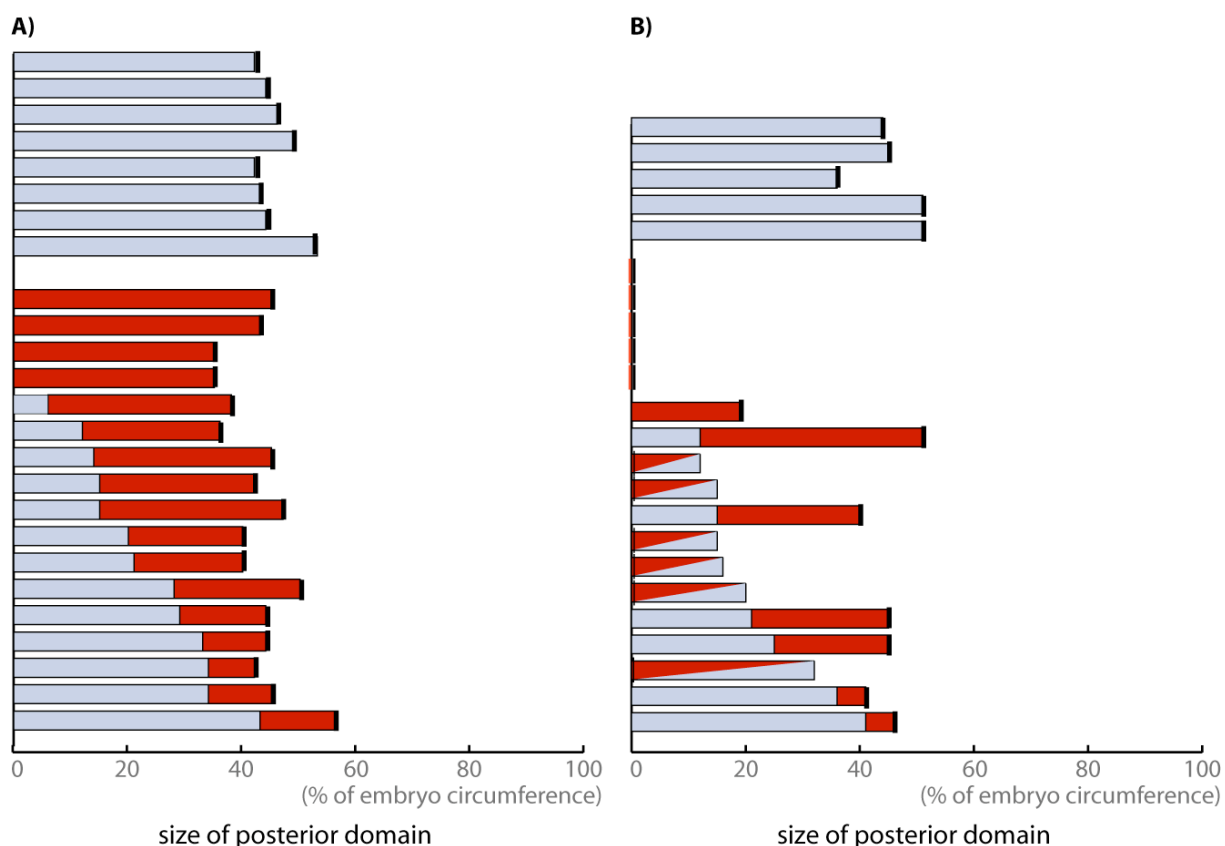 A)
B)
0 20 40 60 80 100
(% of embryo circumference)
size of posterior domain
0 20 40 60 80 100
(% of embryo circumference)
size of posterior domain